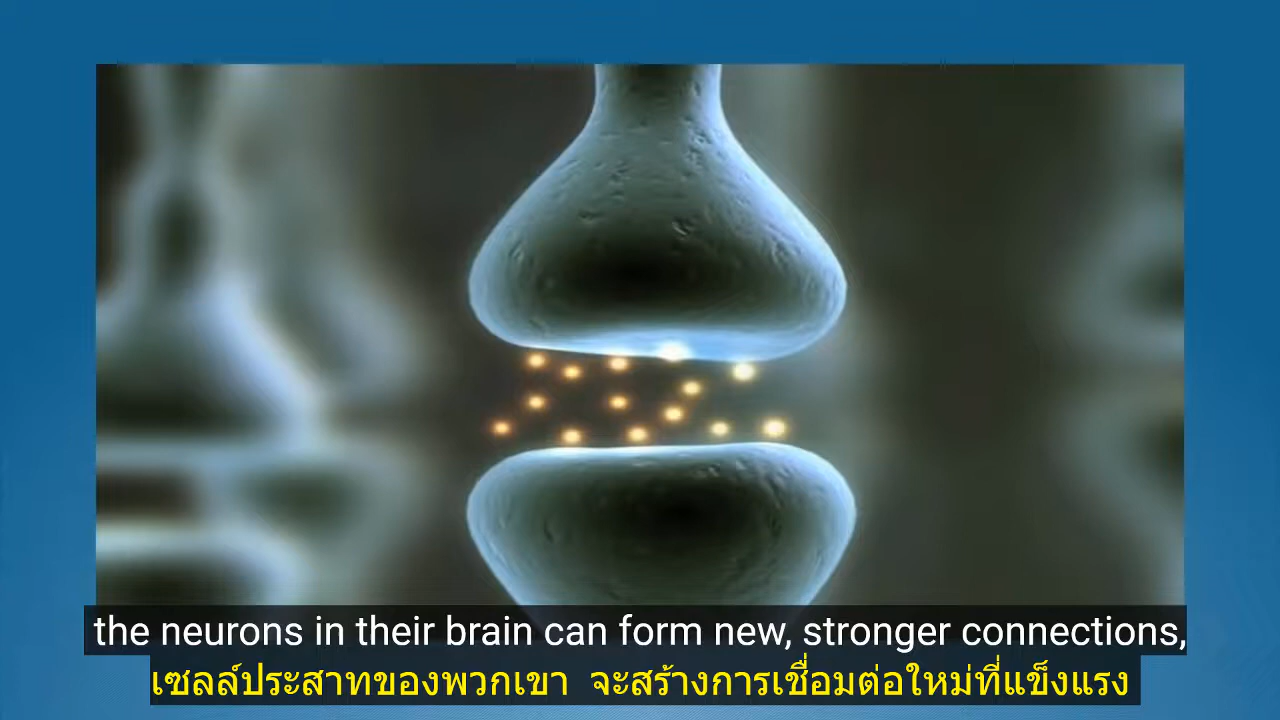 the neurons in their brain can form new, stronger connections,
เซลล์ประสาทของพวกเขา จะสร้างการเชื่อมต่อใหม่ที่แข็งแรง